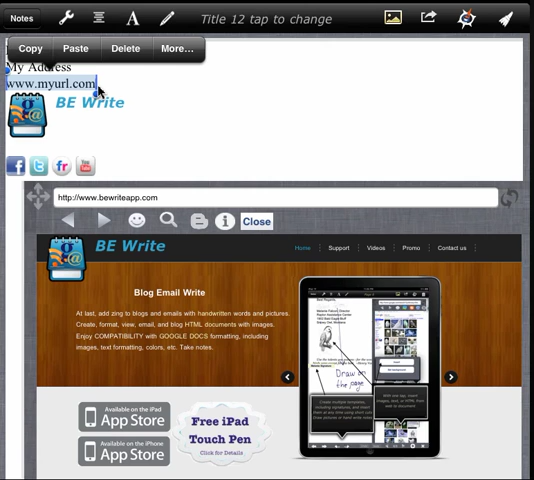 Notes
Title 12 tap to change
Copy Paste Delete More...
My Address
www.myurl.com
BE Write
http://www.bewriteapp.com
Close
BE Write
Home Support Videos Promo Contact us
Blog Email Write
At last, add zing to blogs and emails with handwritten words and pictures.
Create, format, view, email, and blog HTML documents with images.
Enjoy COMPATIBILITY with GOOGLE DOCS formatting, including
images, text formatting, colors, etc. Take notes.
Draw on
the page
Available on the iPad
App Store
Available on the iPhone
App Store
Free iPad
Touch Pen
Click for Details